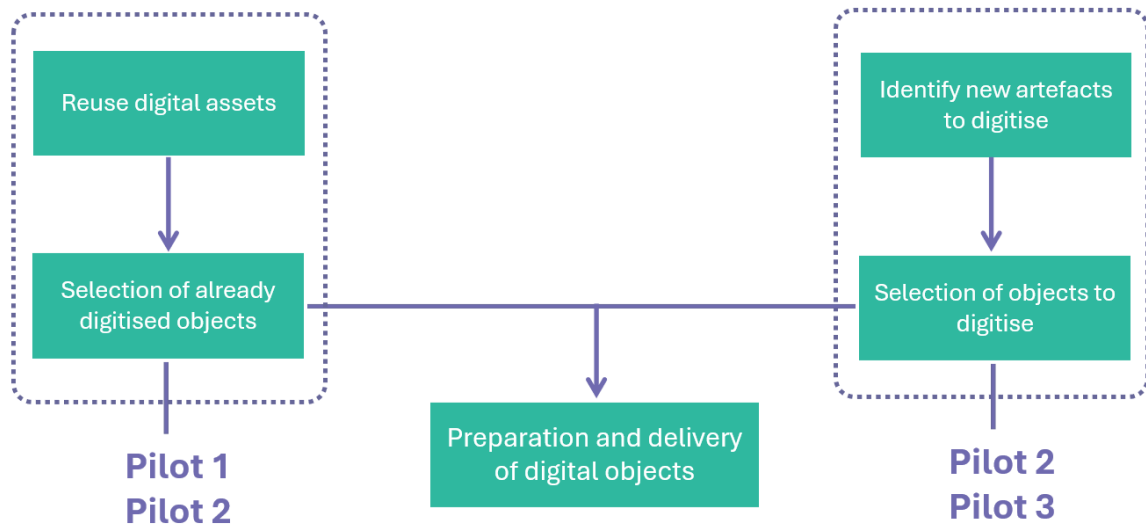 Reuse digital assets
Identify new artefacts
to digitise
Selection of already
digitised objects
Selection of objects to
digitise
Preparation and delivery
of digital objects
Pilot 1
Pilot 2
Pilot 2
Pilot 3